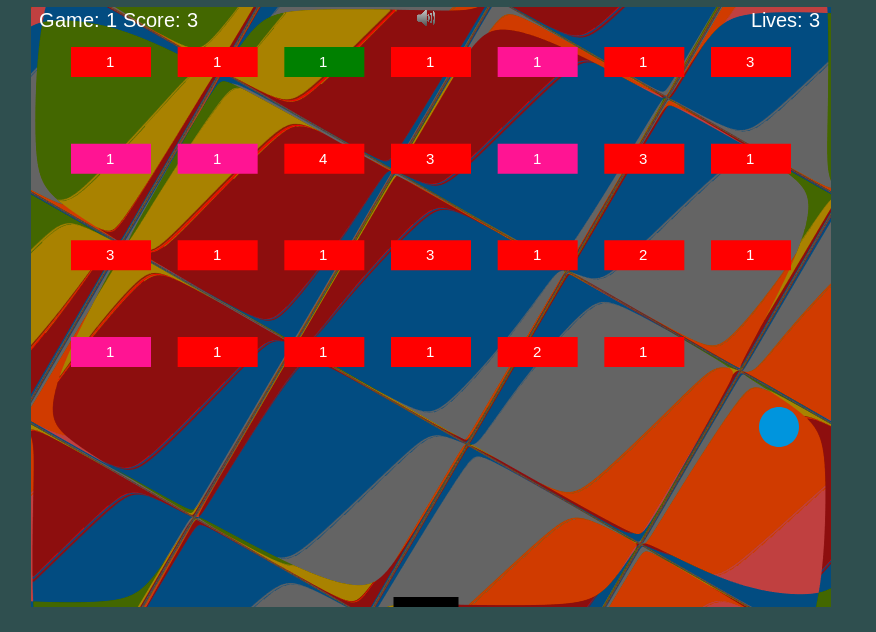 Game: 1 Score: 3 Lives: 3
1 1 1 1 1 1 3
1 1 4 3 1 3 1
3 1 1 3 1 2 1
1 1 1 1 2 1